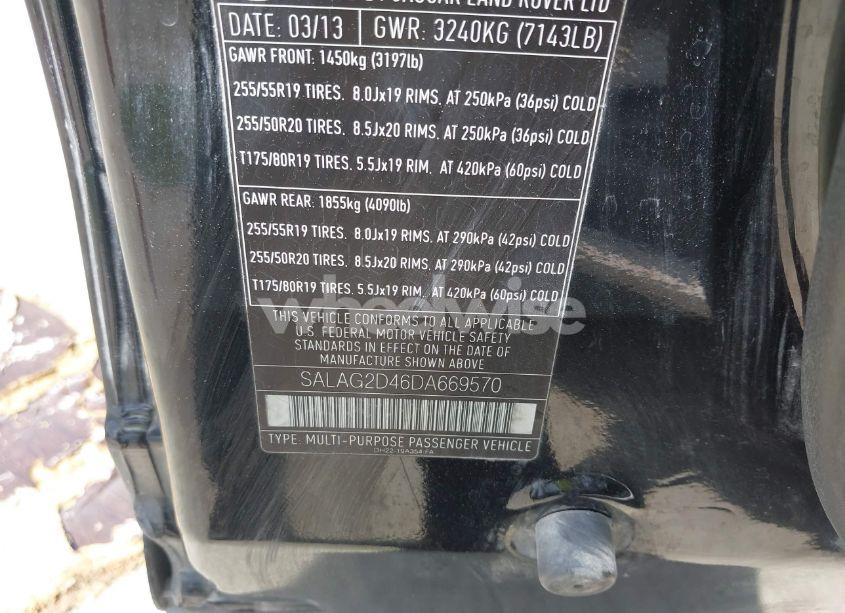 JAGUAR LAND ROVER LTD
DATE: 03/13 GWR: 3240KG (7143LB)
GAWR FRONT: 1450kg (3197lb)
255/55R19 TIRES. 8.0Jx19 RIMS. AT 250kPa (36psi) COLD
255/50R20 TIRES. 8.5Jx20 RIMS. AT 250kPa (36psi) COLD
T175/80R19 TIRES. 5.5Jx19 RIM. AT 420kPa (60psi) COLD
GAWR REAR: 1855kg (4090lb)
255/55R19 TIRES. 8.0Jx19 RIMS. AT 290kPa (42psi) COLD
255/50R20 TIRES. 8.5Jx20 RIMS. AT 290kPa (42psi) COLD
T175/80R19 TIRES. 5.5Jx19 RIM. AT 420kPa (60psi) COLD
wheelwise
THIS VEHICLE CONFORMS TO ALL APPLICABLE
U.S. FEDERAL MOTOR VEHICLE SAFETY
STANDARDS IN EFFECT ON THE DATE OF
MANUFACTURE SHOWN ABOVE
SALAG2D46DA669570
TYPE: MULTI-PURPOSE PASSENGER VEHICLE